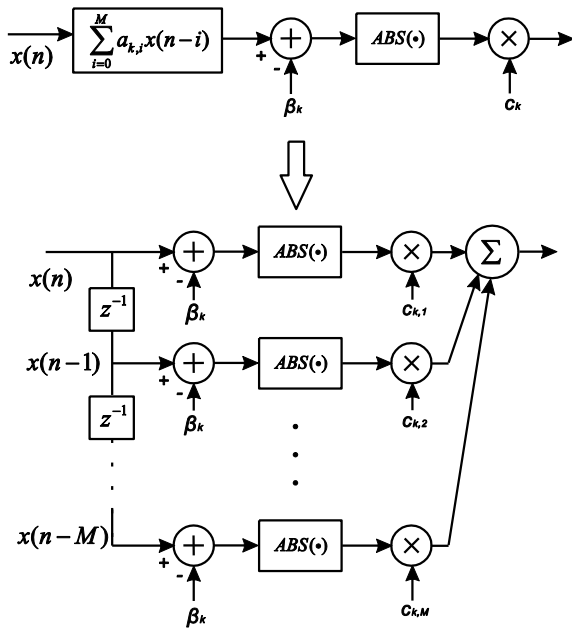 x(n)
M
∑ a_{k,i} x(n−i)
i=0
+
+
-
β_k
ABS(•)
×
C_k
x(n)
+
+
-
β_k
ABS(•)
×
C_{k,1}
Σ
z^{-1}
x(n−1)
+
+
-
β_k
ABS(•)
×
C_{k,2}
z^{-1}
x(n−M)
+
+
-
β_k
ABS(•)
×
C_{k,M}